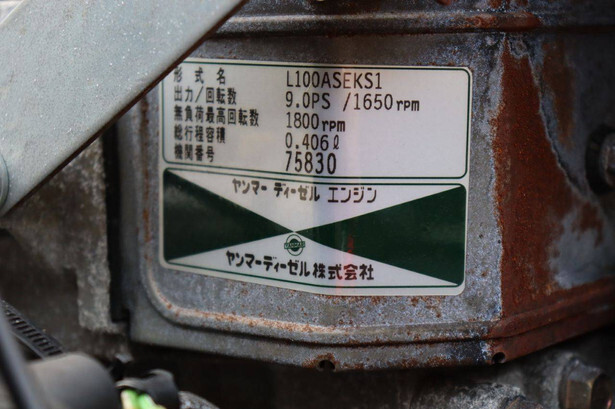 形式名 L100ASEKS1
出力/回転数 9.0PS /1650rpm
無負荷最高回転数 1800rpm
総行程容積 0.406ℓ
機関番号 75830
ヤンマー ディーゼル エンジン
ヤンマーディーゼル株式会社